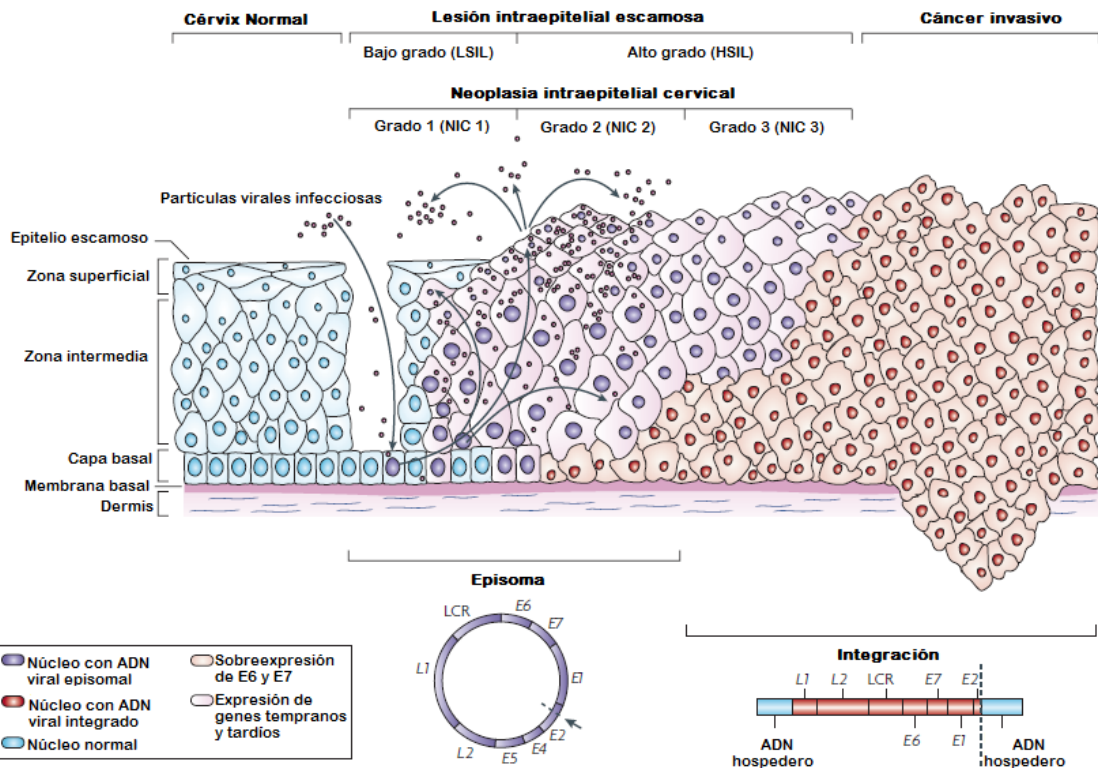 Cérvix Normal
Lesión intraepitelial escamosa
Cáncer invasivo
Bajo grado (LSIL)
Alto grado (HSIL)
Neoplasia intraepitelial cervical
Grado 1 (NIC 1)
Grado 2 (NIC 2)
Grado 3 (NIC 3)
Partículas virales infecciosas
Epitelio escamoso
Zona superficial
Zona intermedia
Capa basal
Membrana basal
Dermis
Episoma
LCR
E6
E7
E1
E2
E4
E5
L2
L1
Núcleo con ADN
viral episomal
Núcleo con ADN
viral integrado
Núcleo normal
Sobreexpresión
de E6 y E7
Expresión de
genes tempranos
y tardíos
Integración
L1
L2
LCR
E7
E2
E6
E1
ADN
hospedero
ADN
hospedero